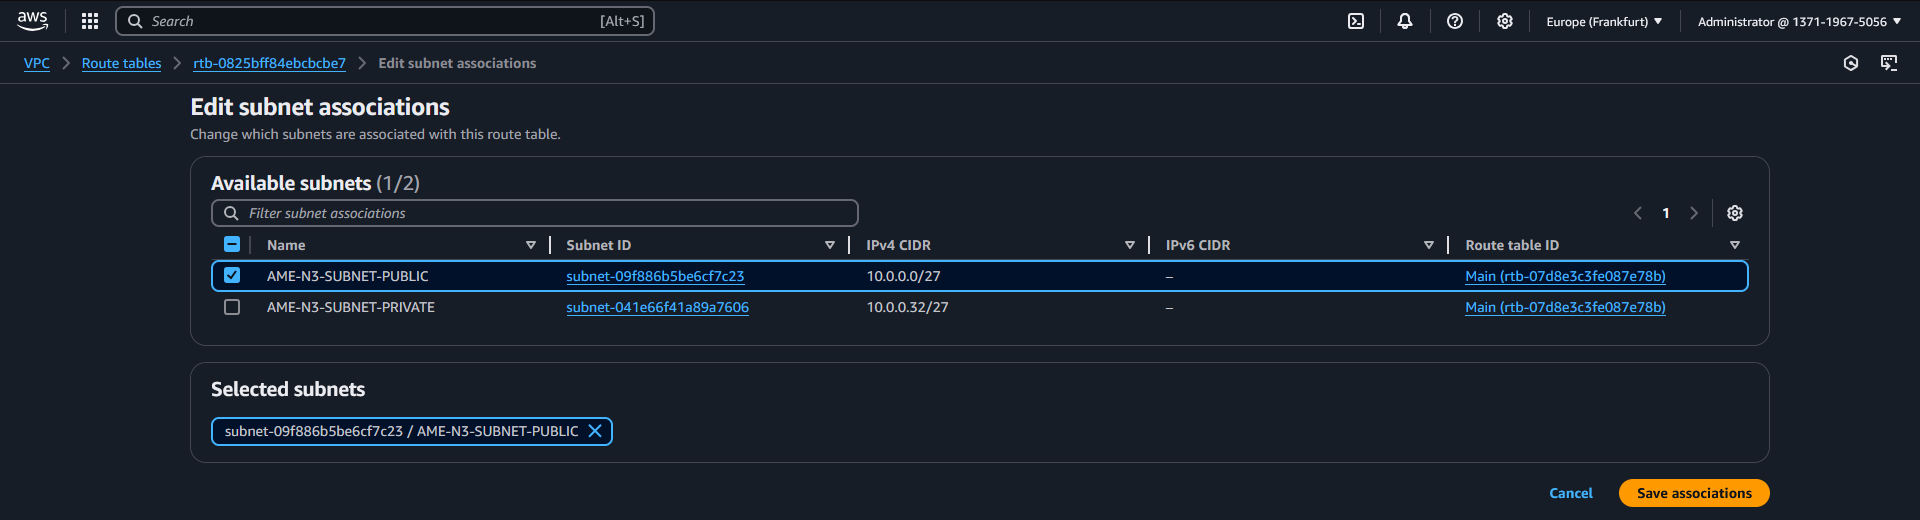 aws Search [Alt+S] Europe (Frankfurt) Administrator @ 1371-1967-5056
VPC Route tables rtb-0825bff84ebcbcbe7 Edit subnet associations
Edit subnet associations
Change which subnets are associated with this route table.
Available subnets (1/2)
Filter subnet associations 1
Name Subnet ID IPv4 CIDR IPv6 CIDR Route table ID
AME-N3-SUBNET-PUBLIC subnet-09f886b5be6cf7c23 10.0.0.0/27 – Main (rtb-07d8e3c3fe087e78b)
AME-N3-SUBNET-PRIVATE subnet-041e66f41a89a7606 10.0.0.32/27 – Main (rtb-07d8e3c3fe087e78b)
Selected subnets
subnet-09f886b5be6cf7c23 / AME-N3-SUBNET-PUBLIC
Cancel Save associations